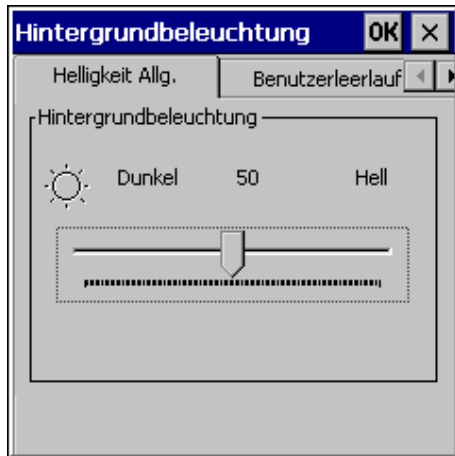 Hintergrundbeleuchtung OK ×
Helligkeit Allg. Benutzerleerlauf
Hintergrundbeleuchtung
Dunkel 50 Hell